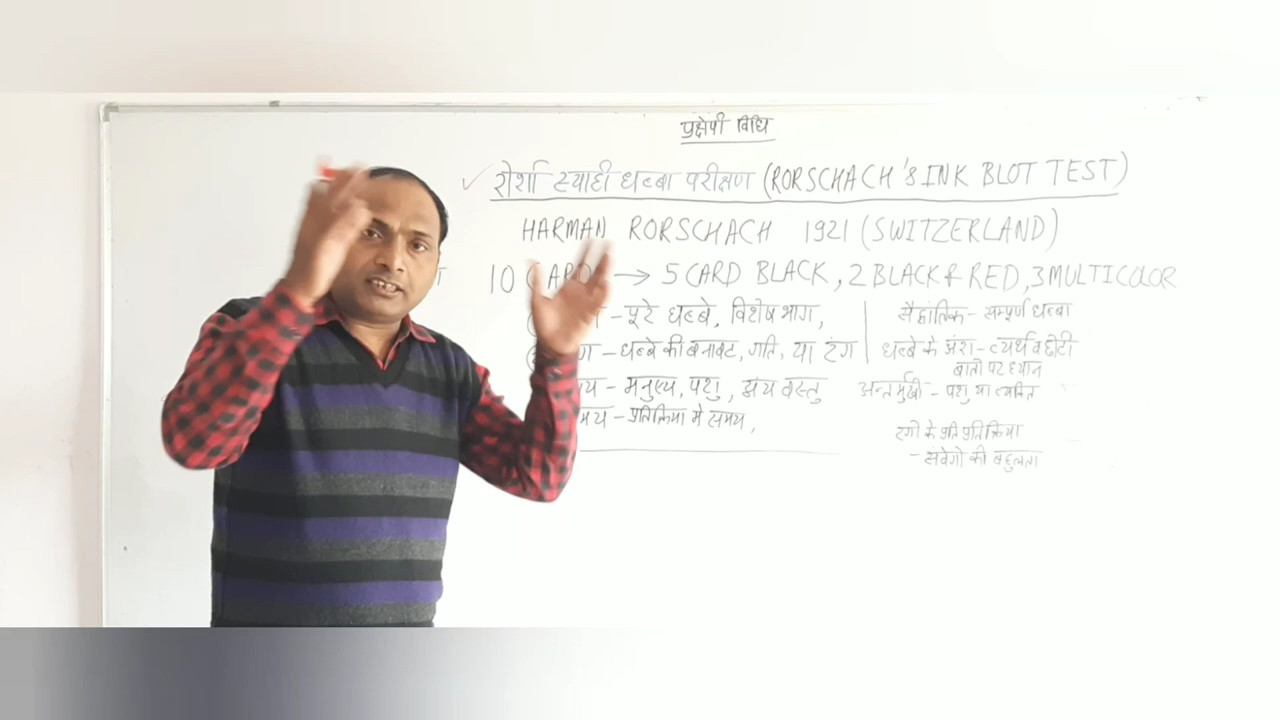 प्रक्षेपी विधि
रोर्शा स्याही धब्बा परीक्षण (RORSCHACH'S INK BLOT TEST)
HARMAN RORSCHACH 1921 (SWITZERLAND)
10 CARD → 5 CARD BLACK, 2 BLACK & RED, 3 MULTICOLOR
– पूरे धब्बे, विशेष भाग,
– धब्बे की बनावट, गति, या रंग
– मनुष्य, पशु, अन्य वस्तु
– प्रतिक्रिया मे समय,
सैद्धांतिक – सम्पूर्ण धब्बा
धब्बे के अंश – व्यर्थ व छोटी
बातो पर ध्यान
अन्तर्मुखी – पशु या व्यक्ति
रंगो के प्रति प्रतिक्रिया
– संवेगो की बहुलता